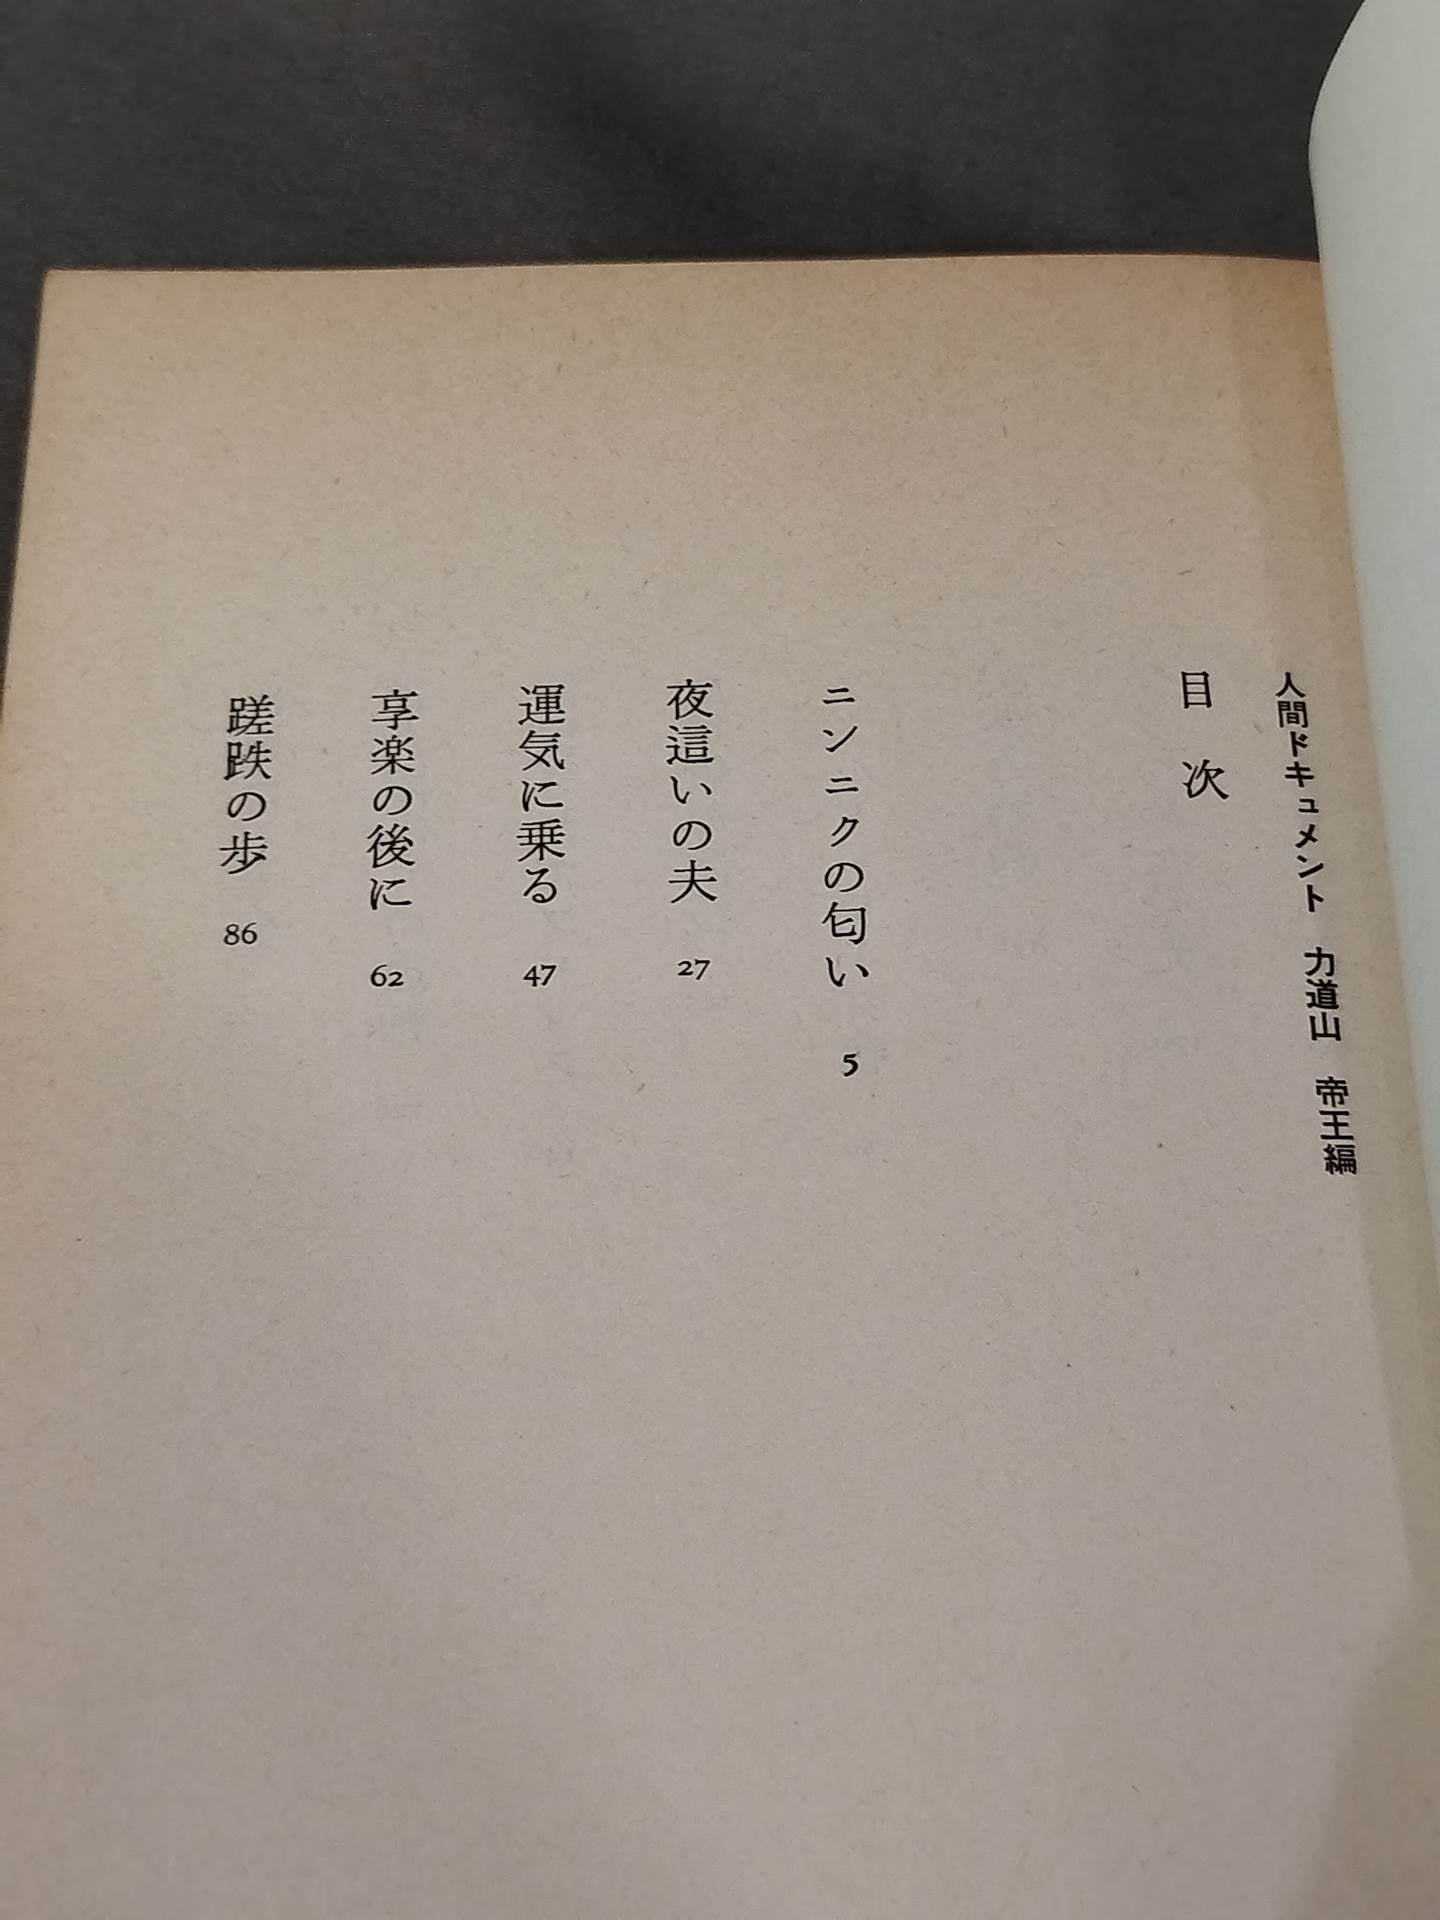 人間ドキュメント 力道山 帝王編
目次
ニンニクの匂い 5
夜這いの夫 27
運気に乗る 47
享楽の後に 62
蹉跌の歩 86